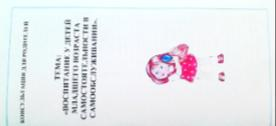 КОНСУЛЬТАЦИЯ ДЛЯ РОДИТЕЛЕЙ
ТЕМА:
«ВОСПИТАНИЕ У ДЕТЕЙ
МЛАДШЕГО ВОЗРАСТА
САМОСТОЯТЕЛЬНОСТИ В
САМООБСЛУЖИВАНИИ».